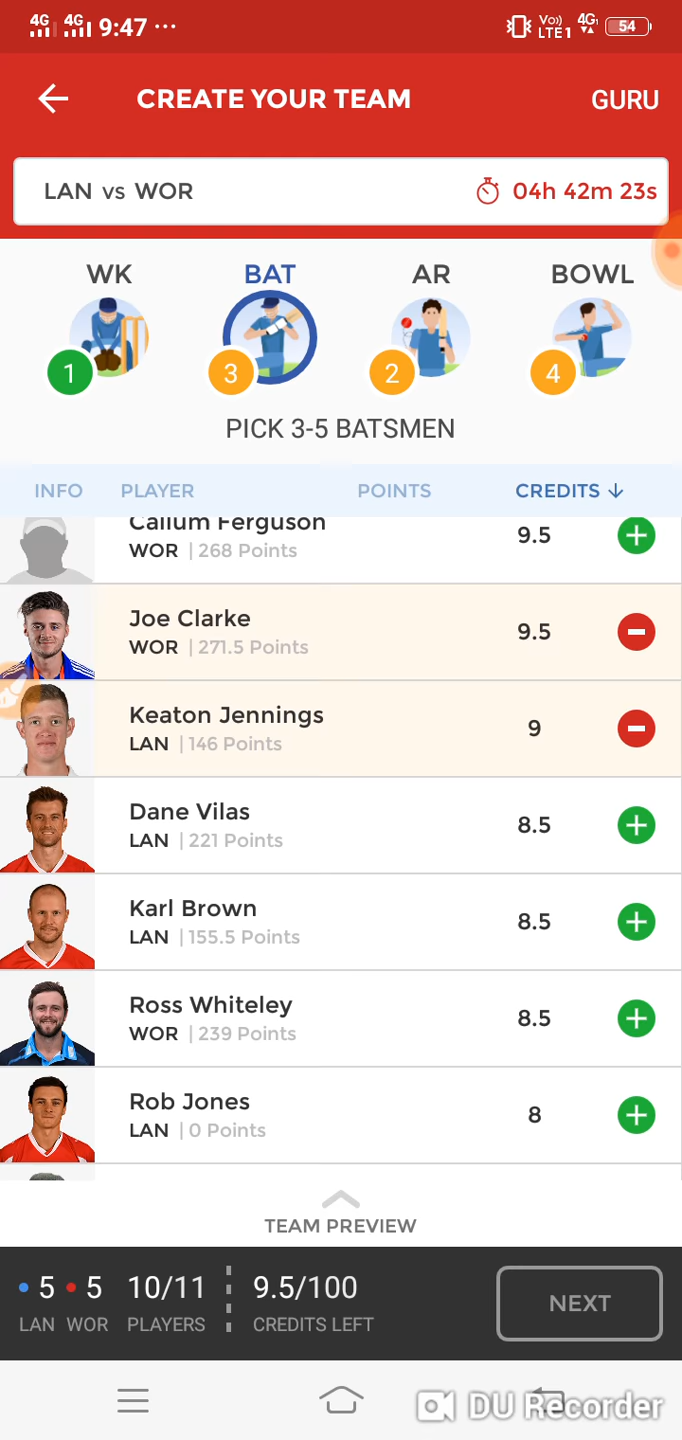 4G 4G 9:47 ··· Vo)) LTE1 4G 54
CREATE YOUR TEAM GURU
LAN vs WOR 04h 42m 23s
WK BAT AR BOWL
1 3 2 4
PICK 3-5 BATSMEN
INFO PLAYER POINTS CREDITS ↓
Callum Ferguson
WOR | 268 Points 9.5
Joe Clarke
WOR | 271.5 Points 9.5
Keaton Jennings
LAN | 146 Points 9
Dane Vilas
LAN | 221 Points 8.5
Karl Brown
LAN | 155.5 Points 8.5
Ross Whiteley
WOR | 239 Points 8.5
Rob Jones
LAN | 0 Points 8
TEAM PREVIEW
5 5 10/11 9.5/100 NEXT
LAN WOR PLAYERS CREDITS LEFT
DU Recorder